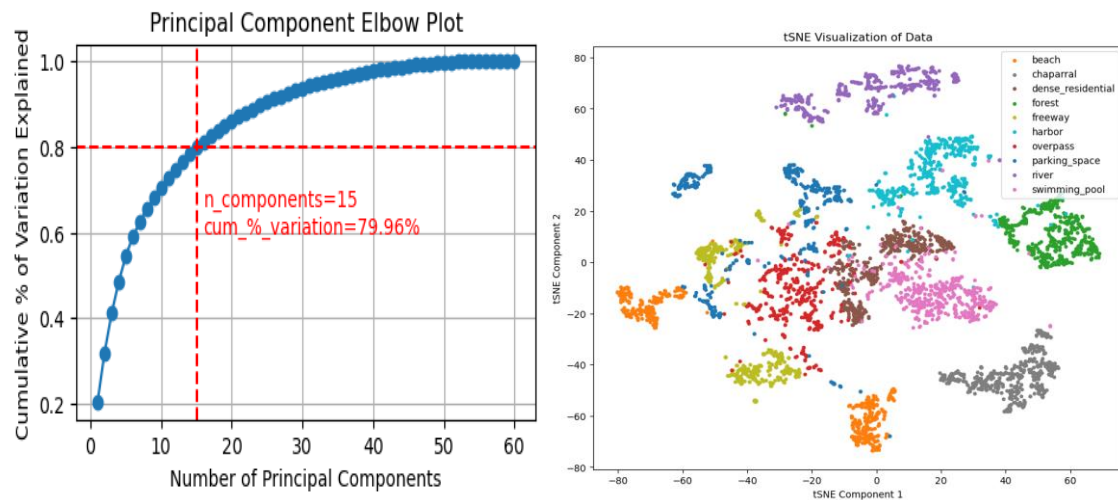 Principal Component Elbow Plot
Cumulative % of Variation Explained
1.0
0.8
0.6
0.4
0.2
n_components=15
cum_%_variation=79.96%
0 10 20 30 40 50 60
Number of Principal Components
tSNE Visualization of Data
tSNE Component 2
80
60
40
20
0
−20
−40
−60
−80
beach
chaparral
dense_residential
forest
freeway
harbor
overpass
parking_space
river
swimming_pool
−80 −60 −40 −20 0 20 40 60
tSNE Component 1